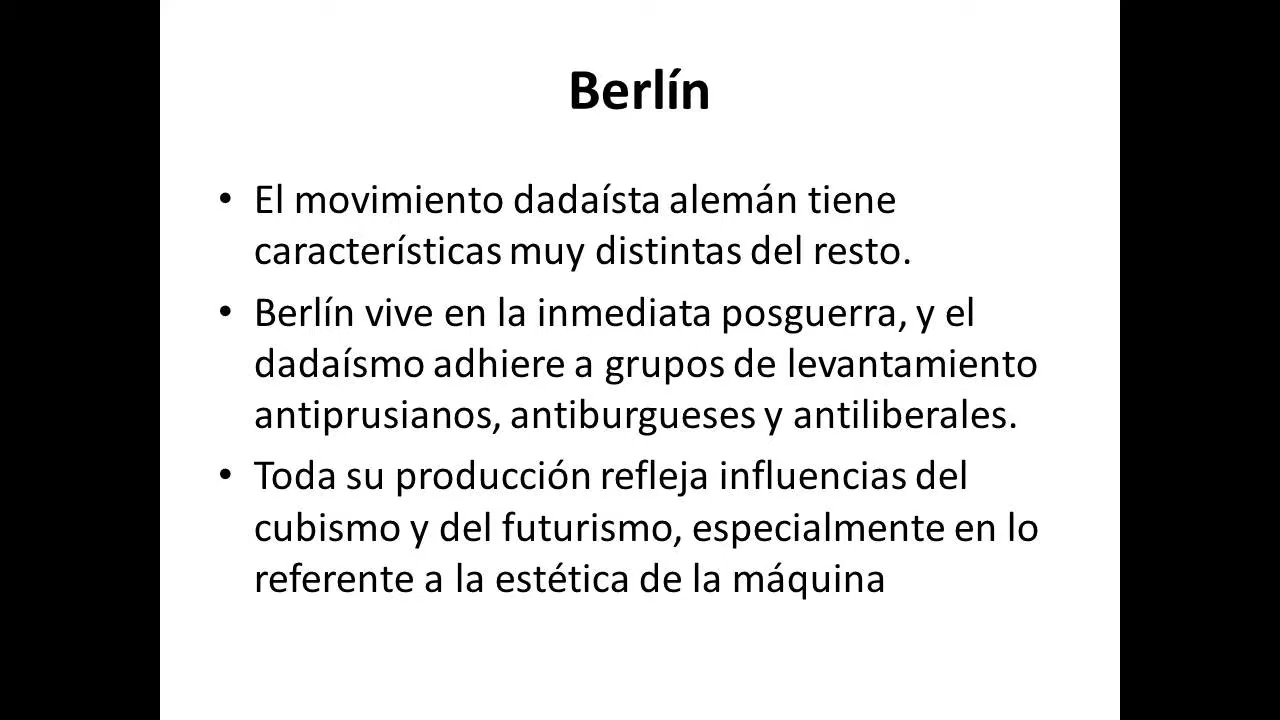 Berlín
• El movimiento dadaísta alemán tiene
características muy distintas del resto.
• Berlín vive en la inmediata posguerra, y el
dadaísmo adhiere a grupos de levantamiento
antiprusianos, antiburgueses y antiliberales.
• Toda su producción refleja influencias del
cubismo y del futurismo, especialmente en lo
referente a la estética de la máquina